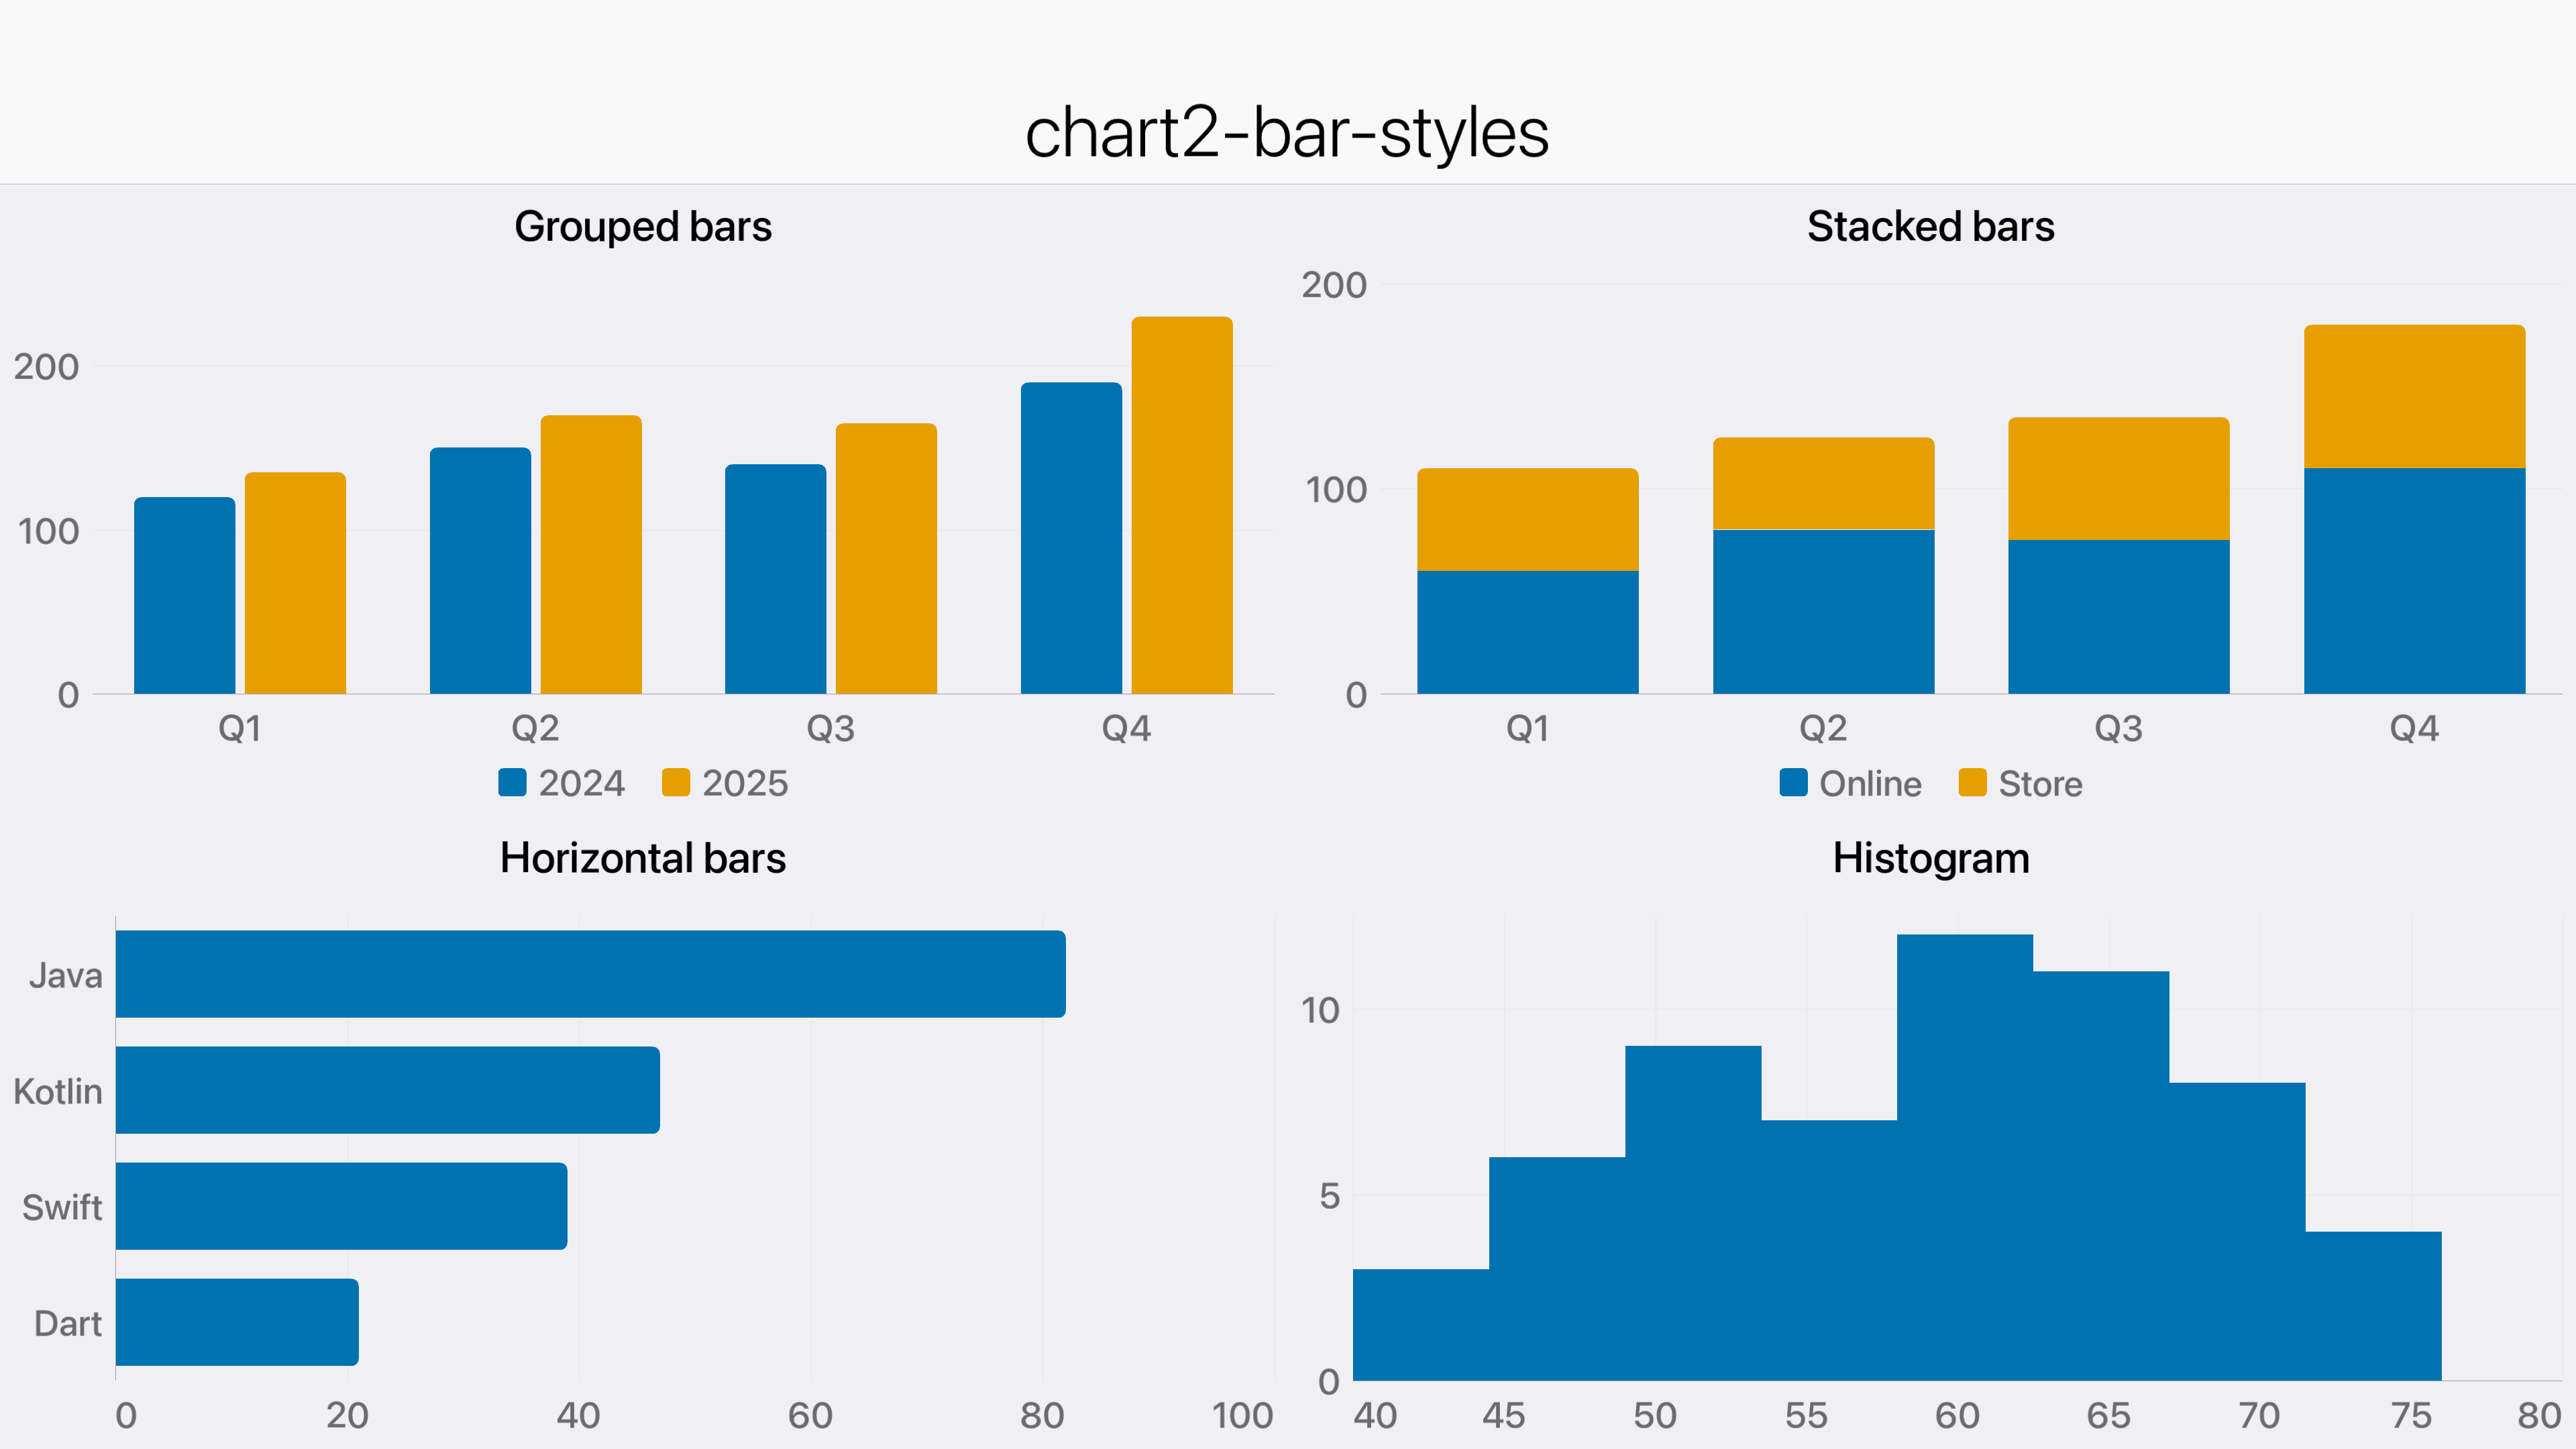 chart2-bar-styles
Grouped bars
200
100
0
Q1 Q2 Q3 Q4
2024 2025
Stacked bars
200
100
0
Q1 Q2 Q3 Q4
Online Store
Horizontal bars
Java
Kotlin
Swift
Dart
0 20 40 60 80 100
Histogram
10
5
0
40 45 50 55 60 65 70 75 80